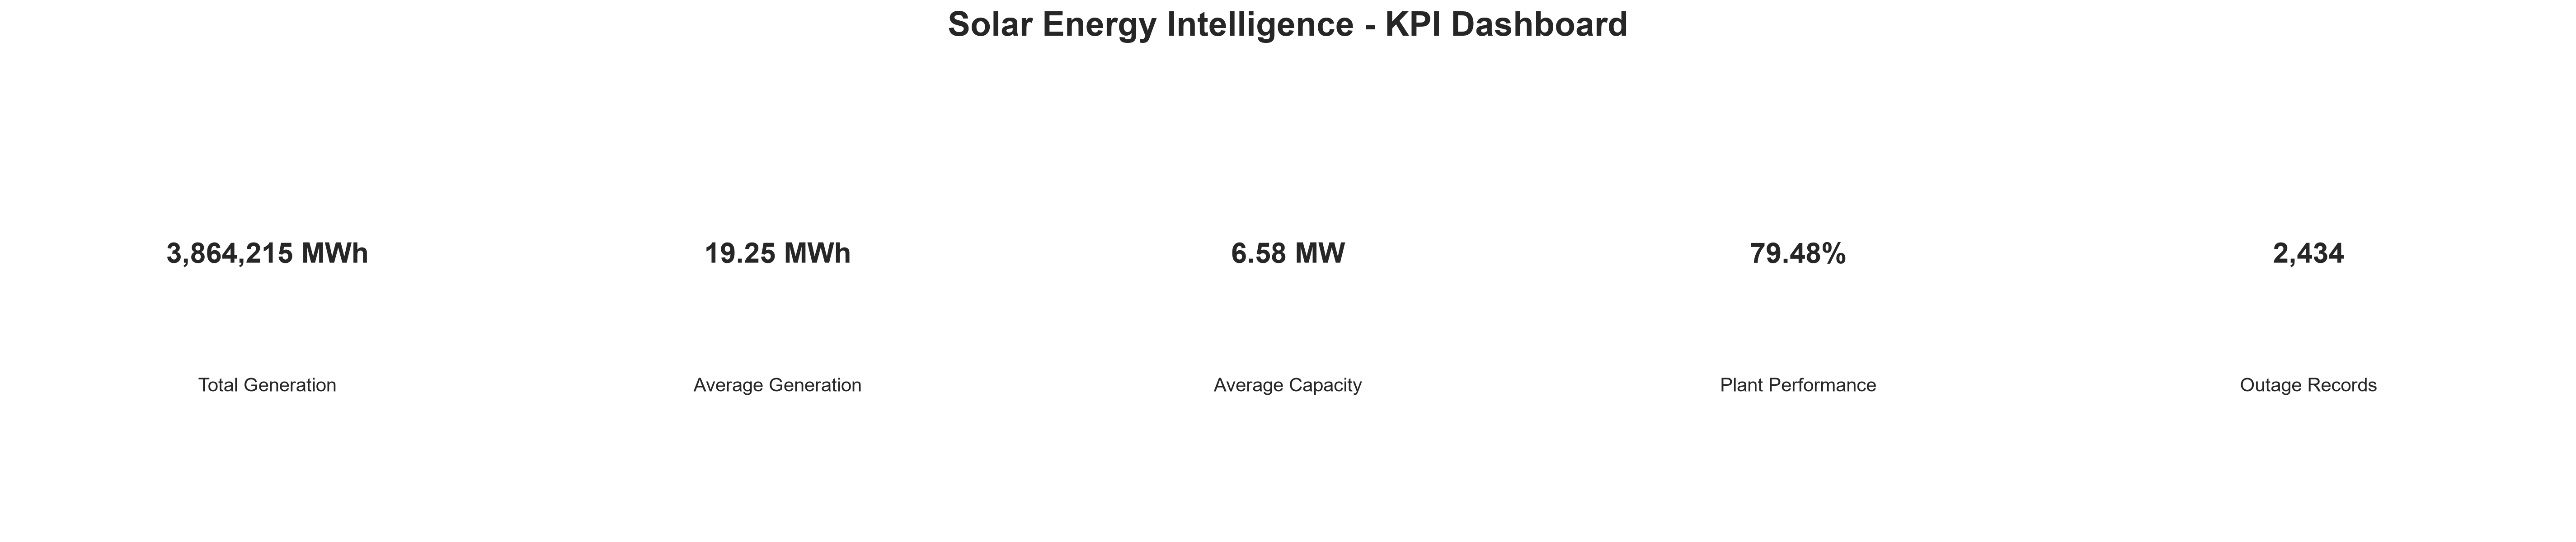 Solar Energy Intelligence - KPI Dashboard
3,864,215 MWh
Total Generation
19.25 MWh
Average Generation
6.58 MW
Average Capacity
79.48%
Plant Performance
2,434
Outage Records